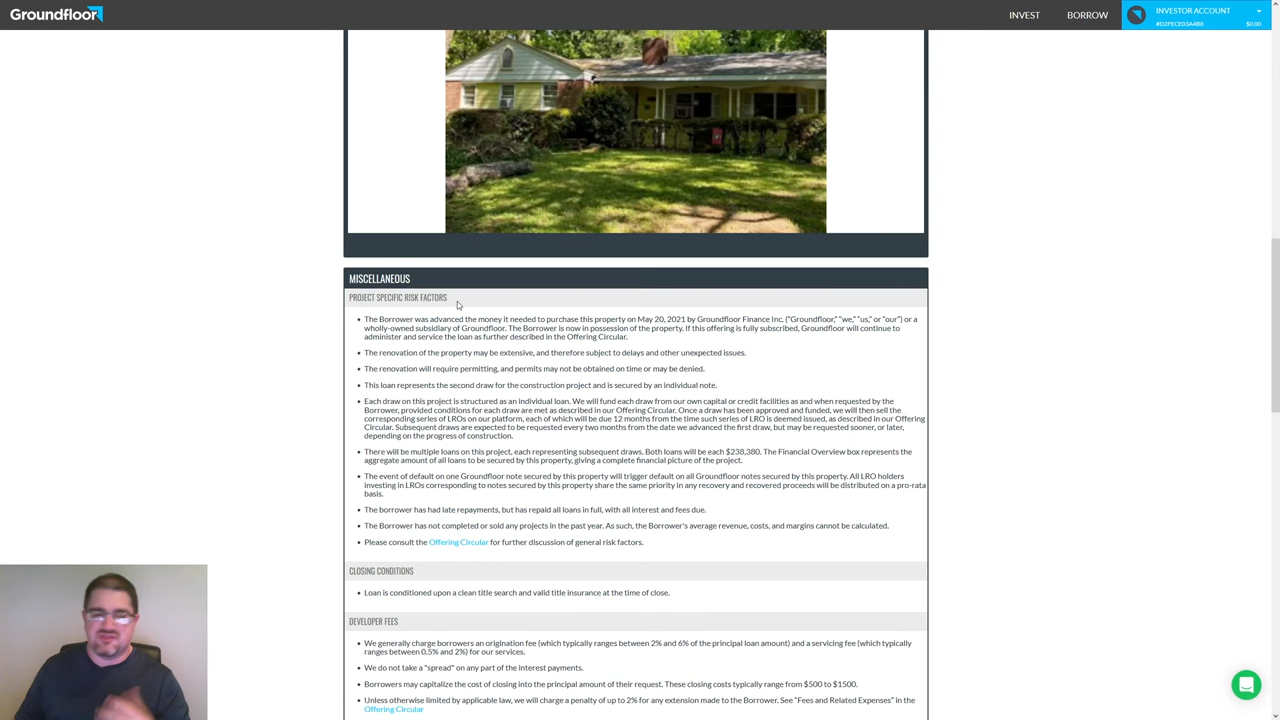 Groundfloor
INVEST
BORROW
INVESTOR ACCOUNT
#D2FECE03A4B8
$0.00
MISCELLANEOUS
PROJECT SPECIFIC RISK FACTORS
• The Borrower was advanced the money it needed to purchase this property on May 20, 2021 by Groundfloor Finance Inc. ("Groundfloor," "we," "us," or "our") or a
wholly-owned subsidiary of Groundfloor. The Borrower is now in possession of the property. If this offering is fully subscribed, Groundfloor will continue to
administer and service the loan as further described in the Offering Circular.
• The renovation of the property may be extensive, and therefore subject to delays and other unexpected issues.
• The renovation will require permitting, and permits may not be obtained on time or may be denied.
• This loan represents the second draw for the construction project and is secured by an individual note.
• Each draw on this project is structured as an individual loan. We will fund each draw from our own capital or credit facilities as and when requested by the
Borrower, provided conditions for each draw are met as described in our Offering Circular. Once a draw has been approved and funded, we will then sell the
corresponding series of LROs on our platform, each of which will be due 12 months from the time such series of LRO is deemed issued, as described in our Offering
Circular. Subsequent draws are expected to be requested every two months from the date we advanced the first draw, but may be requested sooner, or later,
depending on the progress of construction.
• There will be multiple loans on this project, each representing subsequent draws. Both loans will be each $238,380. The Financial Overview box represents the
aggregate amount of all loans to be secured by this property, giving a complete financial picture of the project.
• The event of default on one Groundfloor note secured by this property will trigger default on all Groundfloor notes secured by this property. All LRO holders
investing in LROs corresponding to notes secured by this property share the same priority in any recovery and recovered proceeds will be distributed on a pro-rata
basis.
• The borrower has had late repayments, but has repaid all loans in full, with all interest and fees due.
• The Borrower has not completed or sold any projects in the past year. As such, the Borrower's average revenue, costs, and margins cannot be calculated.
• Please consult the Offering Circular for further discussion of general risk factors.
CLOSING CONDITIONS
• Loan is conditioned upon a clean title search and valid title insurance at the time of close.
DEVELOPER FEES
• We generally charge borrowers an origination fee (which typically ranges between 2% and 6% of the principal loan amount) and a servicing fee (which typically
ranges between 0.5% and 2%) for our services.
• We do not take a "spread" on any part of the interest payments.
• Borrowers may capitalize the cost of closing into the principal amount of their request. These closing costs typically range from $500 to $1500.
• Unless otherwise limited by applicable law, we will charge a penalty of up to 2% for any extension made to the Borrower. See "Fees and Related Expenses" in the
Offering Circular